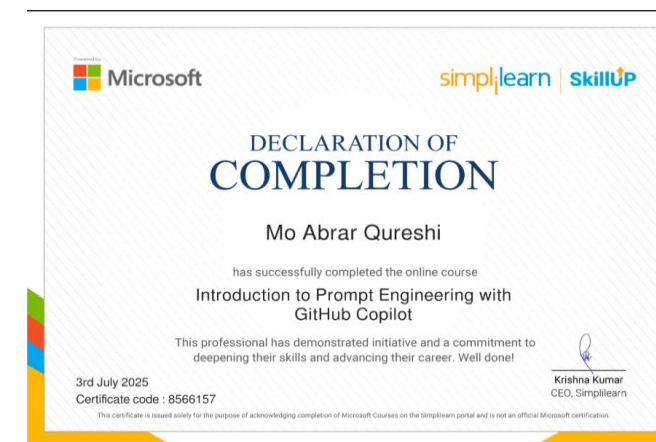 Powered by
Microsoft
simplilearn | SkillUP
DECLARATION OF
COMPLETION
Mo Abrar Qureshi
has successfully completed the online course
Introduction to Prompt Engineering with
GitHub Copilot
This professional has demonstrated initiative and a commitment to
deepening their skills and advancing their career. Well done!
3rd July 2025
Certificate code : 8566157
Krishna Kumar
CEO, Simplilearn
This certificate is issued solely for the purpose of acknowledging completion of Microsoft Courses on the Simplilearn portal and is not an official Microsoft certification.